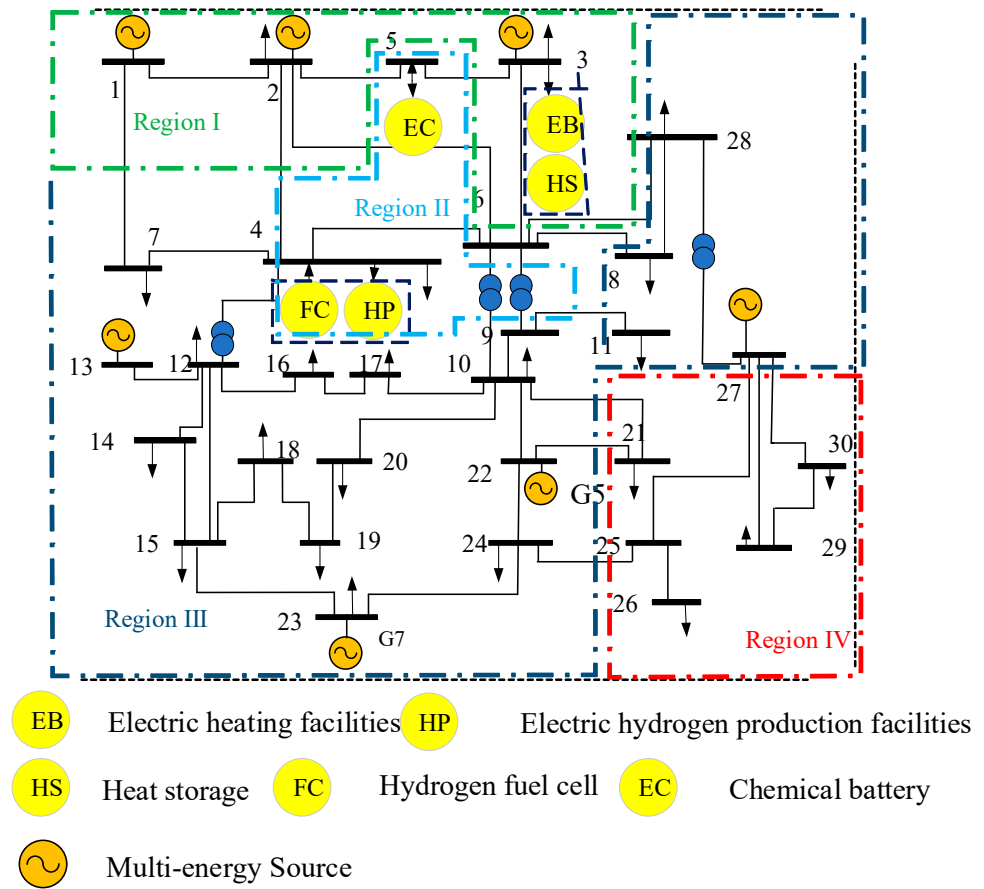 5
3
1
2
Region I
EC
EB
28
HS
6
Region II
7
4
8
FC
HP
9
11
13
12
16
17
10
27
14
18
20
22
21
30
G5
15
19
24
25
29
26
23
Region III
G7
Region IV
EB Electric heating facilities HP Electric hydrogen production facilities
HS Heat storage FC Hydrogen fuel cell EC Chemical battery
Multi-energy Source